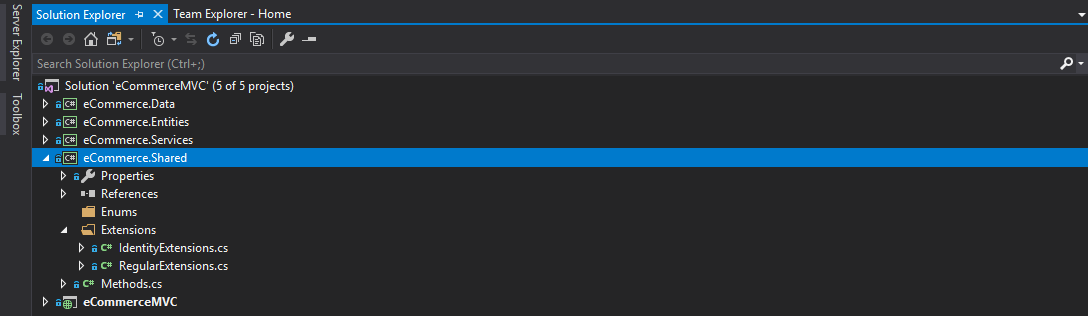 Server Explorer
Toolbox
Solution Explorer
Team Explorer - Home
Search Solution Explorer (Ctrl+;)
Solution 'eCommerceMVC' (5 of 5 projects)
C# eCommerce.Data
C# eCommerce.Entities
C# eCommerce.Services
C# eCommerce.Shared
Properties
References
Enums
Extensions
C# IdentityExtensions.cs
C# RegularExtensions.cs
C# Methods.cs
eCommerceMVC